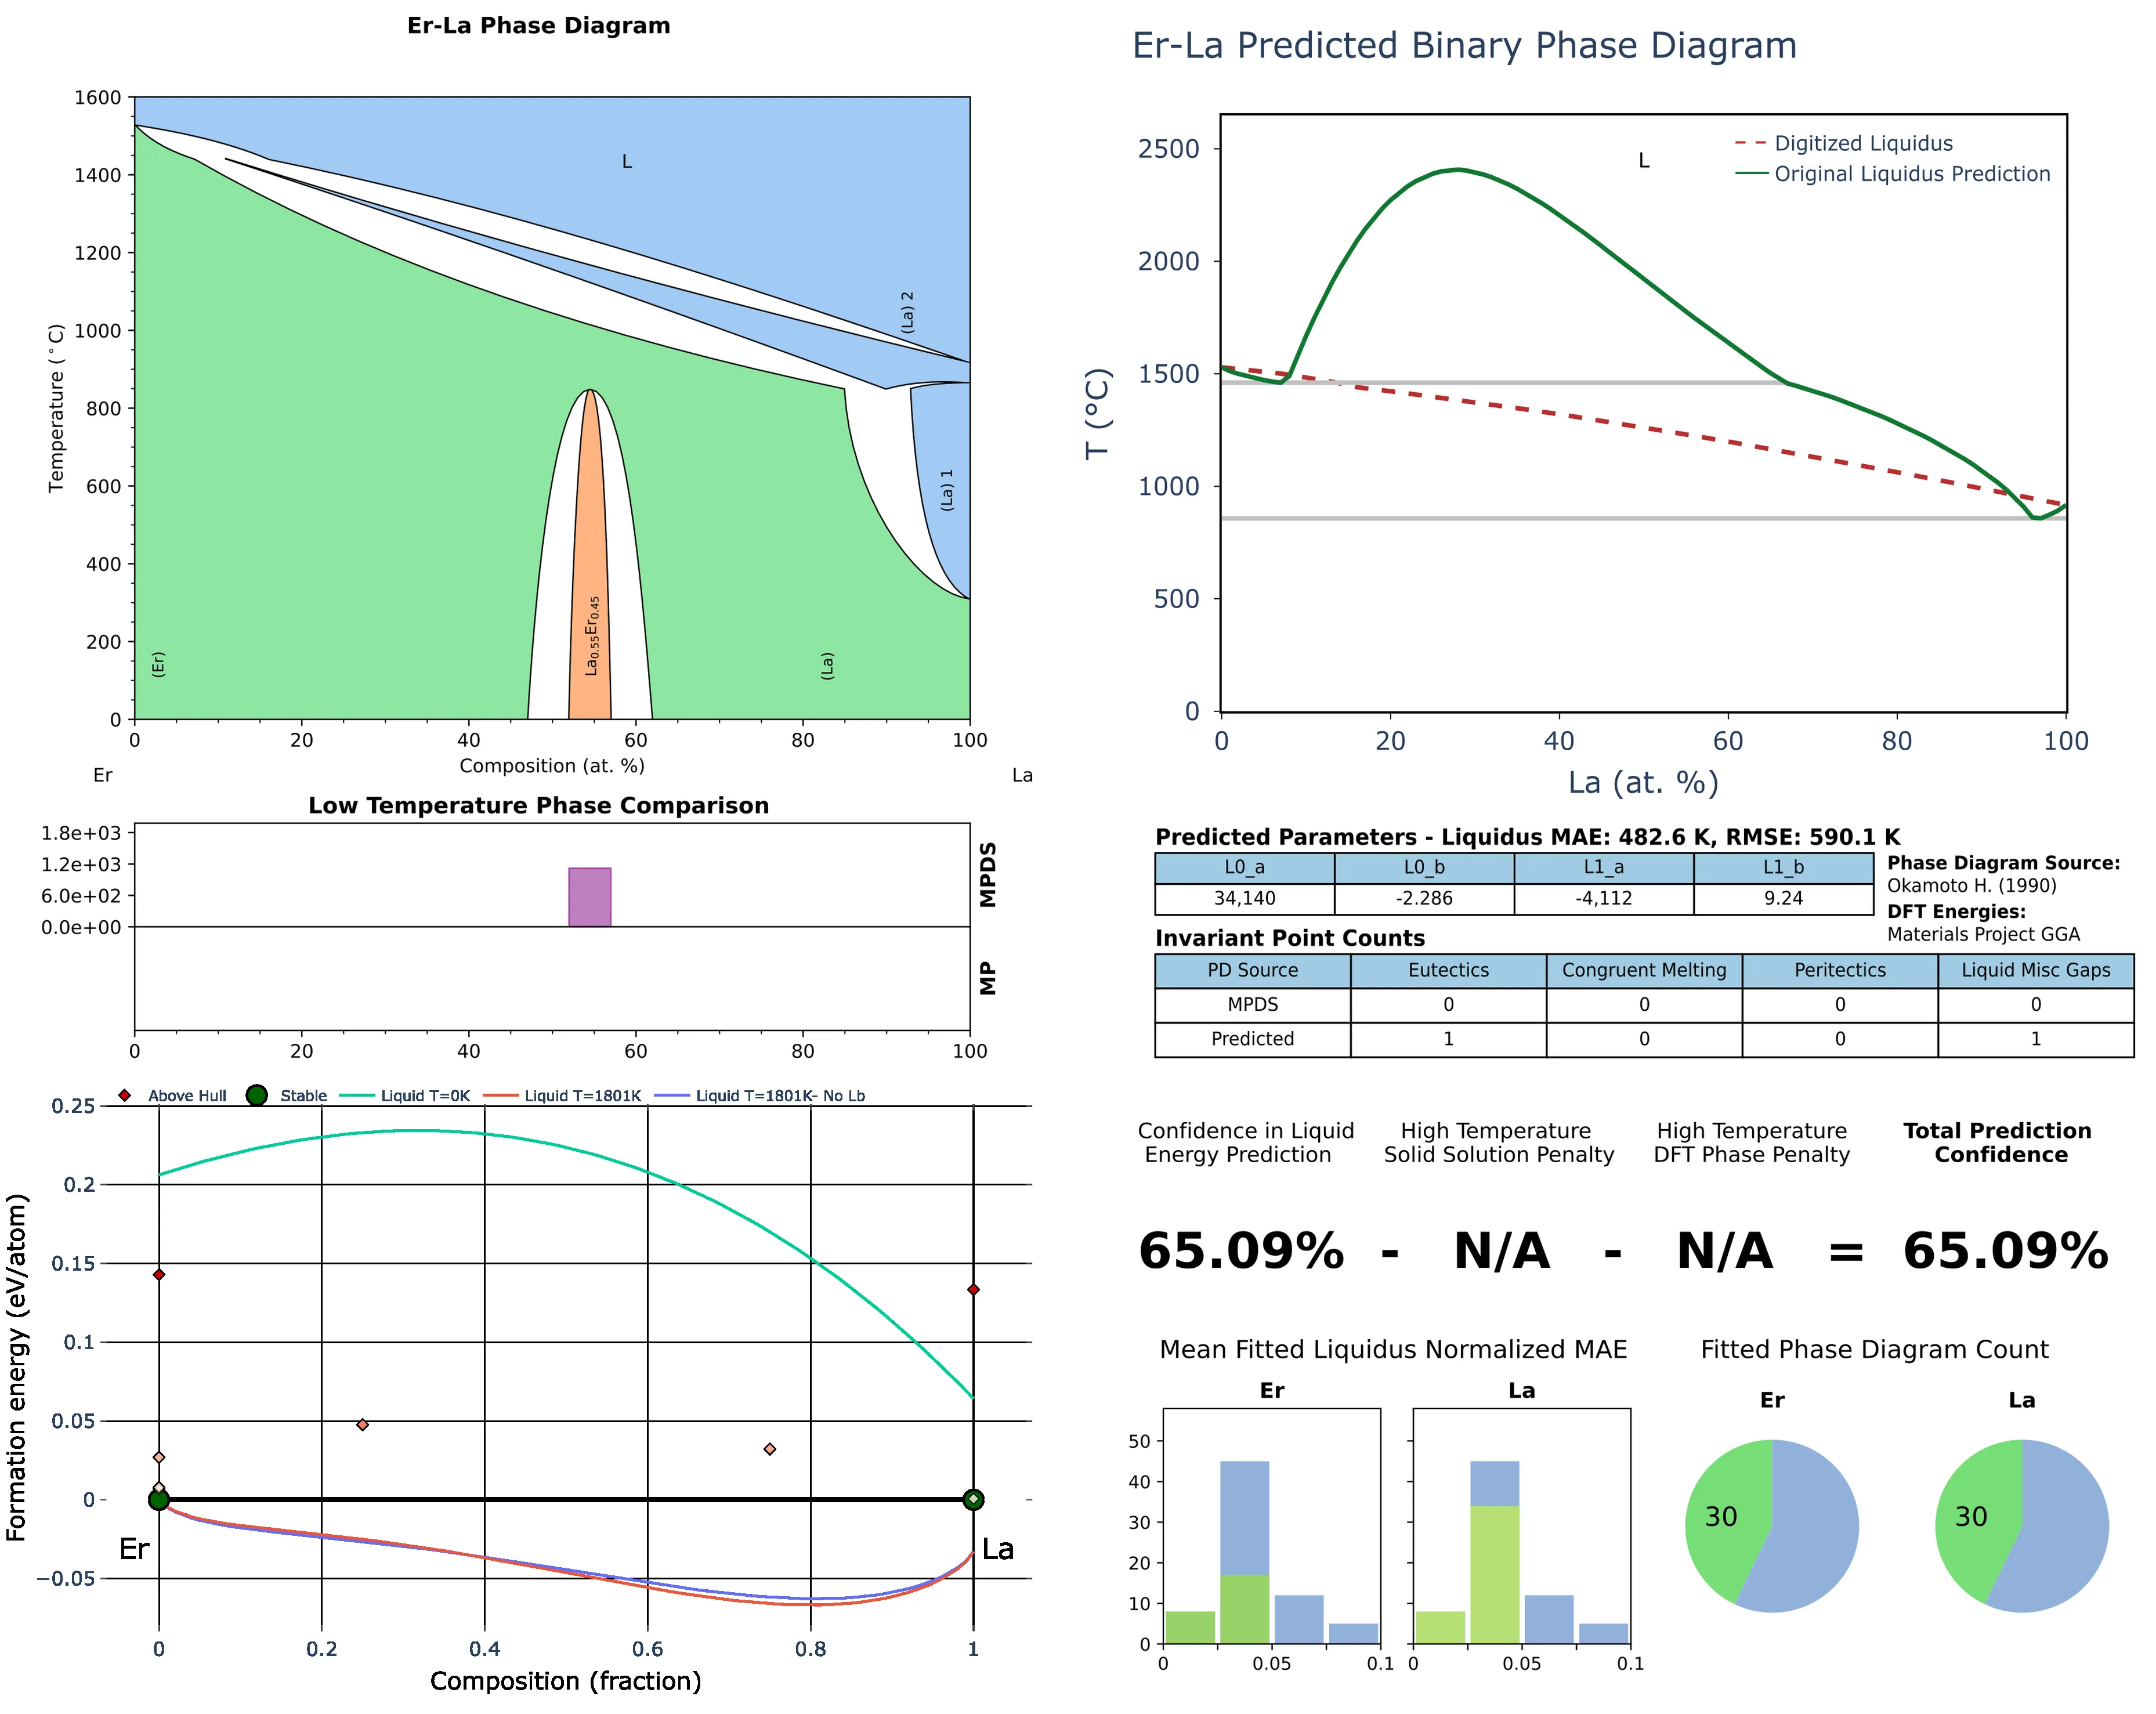 Er-La Phase Diagram
1600
1400
1200
1000
800
600
400
200
0
Temperature (°C)
L
(La) 2
(La) 1
(Er)
La0.55Er0.45
(La)
0 20 40 60 80 100
Composition (at. %)
Er La
Low Temperature Phase Comparison
1.8e+03
1.2e+03
6.0e+02
0.0e+00
MPDS
MP
0 20 40 60 80 100
Above Hull Stable Liquid T=0K Liquid T=1801K Liquid T=1801K- No Lb
0.25
0.2
0.15
0.1
0.05
0
−0.05
Formation energy (eV/atom)
Er La
0 0.2 0.4 0.6 0.8 1
Composition (fraction)
Er-La Predicted Binary Phase Diagram
2500
2000
1500
1000
500
0
T (°C)
L
Digitized Liquidus
Original Liquidus Prediction
0 20 40 60 80 100
La (at. %)
Predicted Parameters - Liquidus MAE: 482.6 K, RMSE: 590.1 K
L0_a L0_b L1_a L1_b
34,140 -2.286 -4,112 9.24
Phase Diagram Source:
Okamoto H. (1990)
DFT Energies:
Materials Project GGA
Invariant Point Counts
PD Source Eutectics Congruent Melting Peritectics Liquid Misc Gaps
MPDS 0 0 0 0
Predicted 1 0 0 1
Confidence in Liquid
Energy Prediction
High Temperature
Solid Solution Penalty
High Temperature
DFT Phase Penalty
Total Prediction
Confidence
65.09% - N/A - N/A = 65.09%
Mean Fitted Liquidus Normalized MAE
Er La
50
40
30
20
10
0
0 0.05 0.1 0 0.05 0.1
Fitted Phase Diagram Count
Er La
30 30